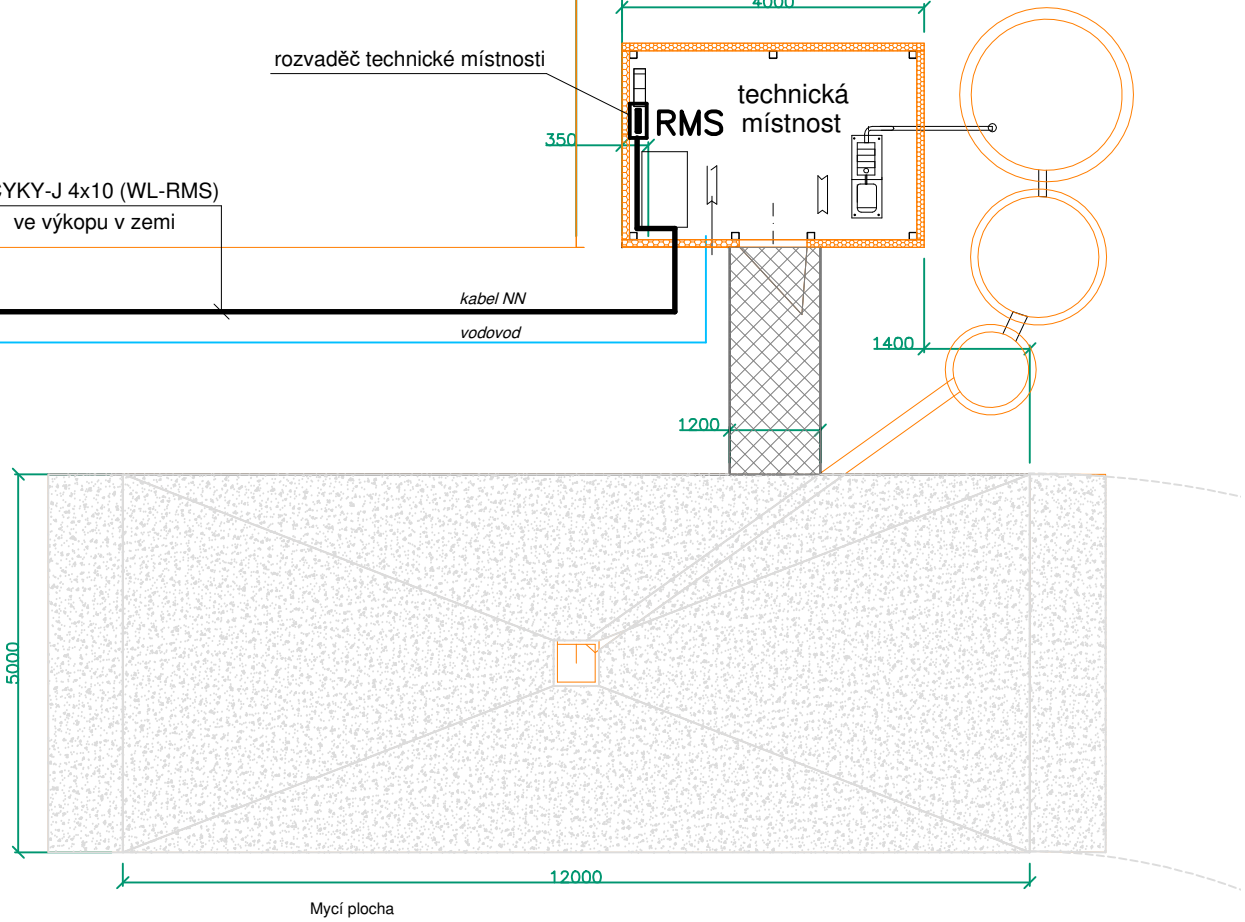 4000
rozvaděč technické místnosti
technická
místnost
RMS
350
CYKY-J 4x10 (WL-RMS)
ve výkopu v zemi
kabel NN
vodovod
1400
1200
5000
12000
Mycí plocha